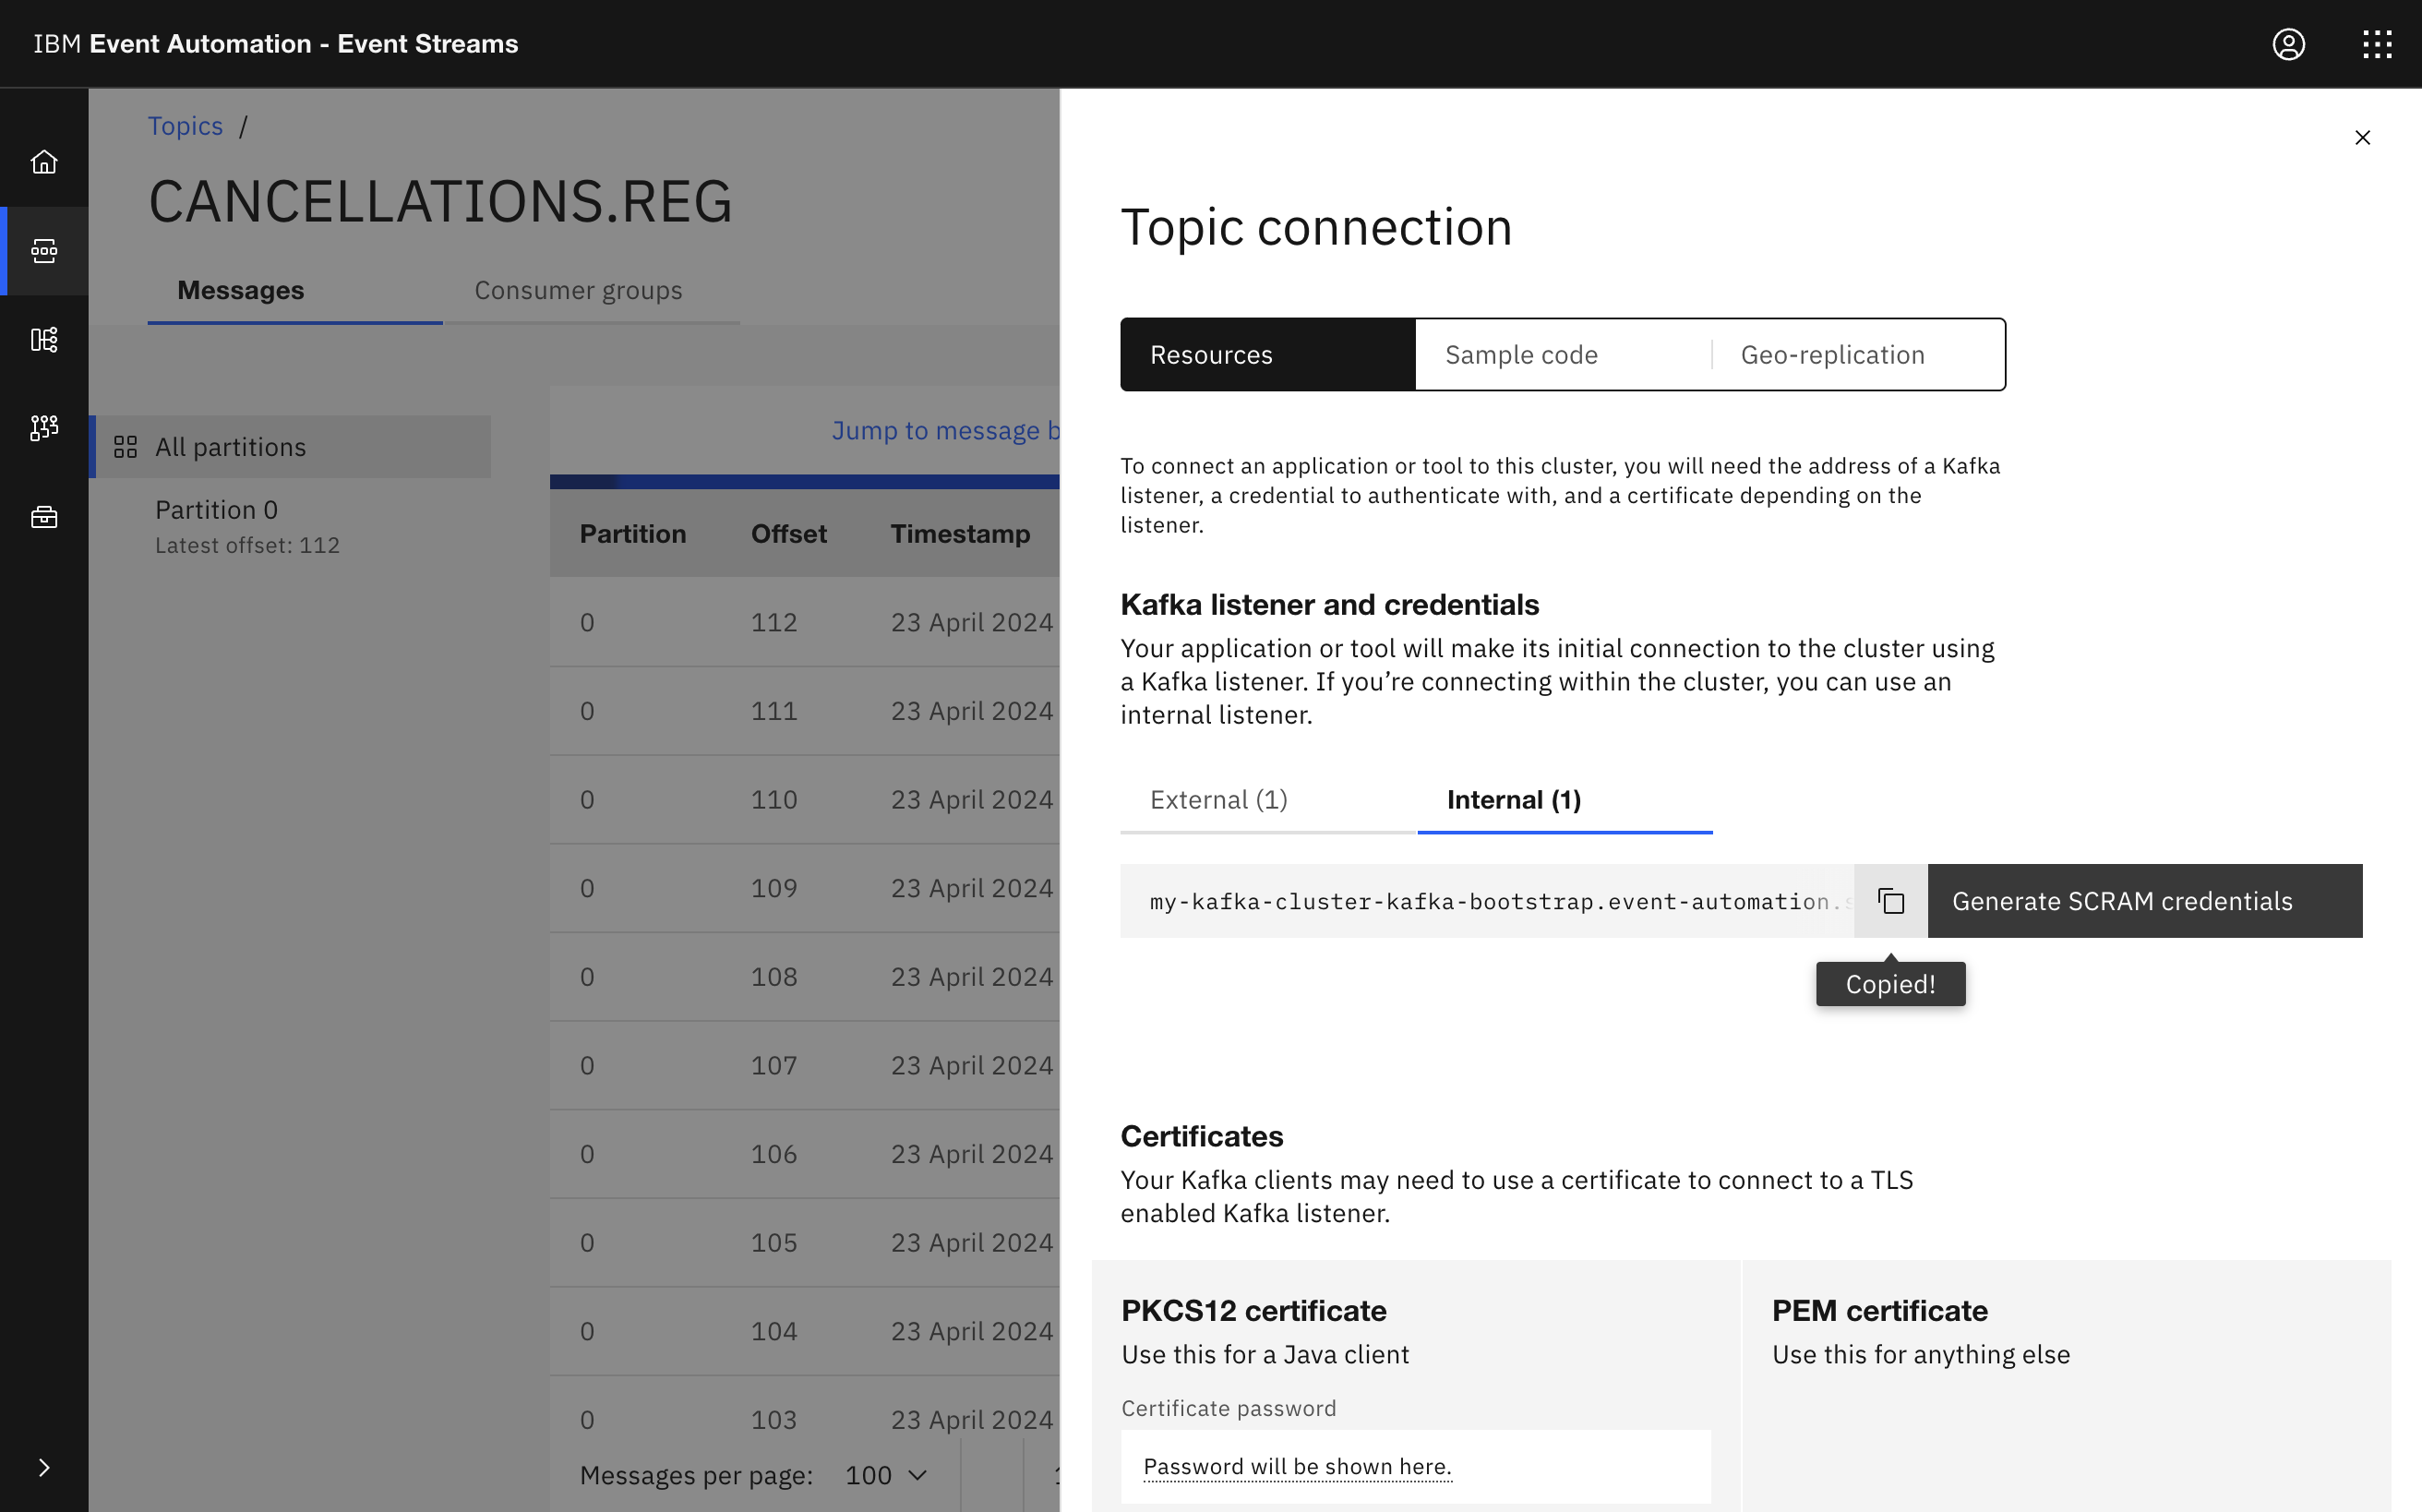 IBM Event Automation - Event Streams
Topics /
CANCELLATIONS.REG
Messages
Consumer groups
All partitions
Partition 0
Latest offset: 112
Jump to message
Partition Offset Timestamp
0 112 23 April 2024
0 111 23 April 2024
0 110 23 April 2024
0 109 23 April 2024
0 108 23 April 2024
0 107 23 April 2024
0 106 23 April 2024
0 105 23 April 2024
0 104 23 April 2024
0 103 23 April 2024
Messages per page: 100
Topic connection
Resources
Sample code
Geo-replication
To connect an application or tool to this cluster, you will need the address of a Kafka
listener, a credential to authenticate with, and a certificate depending on the
listener.
Kafka listener and credentials
Your application or tool will make its initial connection to the cluster using
a Kafka listener. If you’re connecting within the cluster, you can use an
internal listener.
External (1)
Internal (1)
my-kafka-cluster-kafka-bootstrap.event-automation.
Generate SCRAM credentials
Copied!
Certificates
Your Kafka clients may need to use a certificate to connect to a TLS
enabled Kafka listener.
PKCS12 certificate
Use this for a Java client
Certificate password
Password will be shown here.
PEM certificate
Use this for anything else